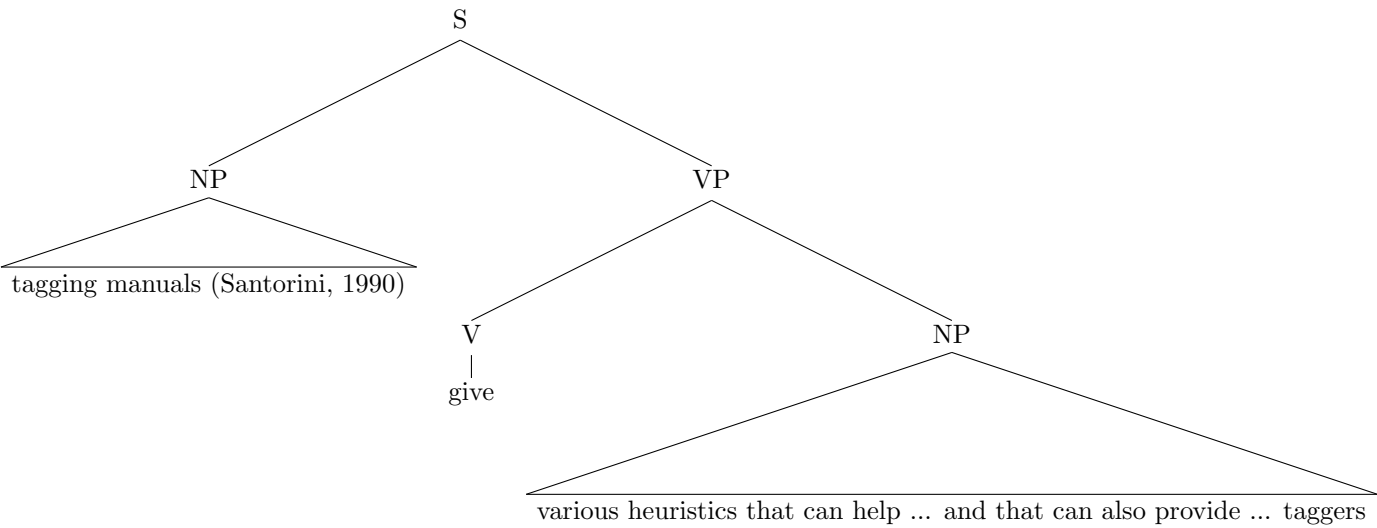 S
NP VP
tagging manuals (Santorini, 1990)
V NP
give
various heuristics that can help ... and that can also provide ... taggers